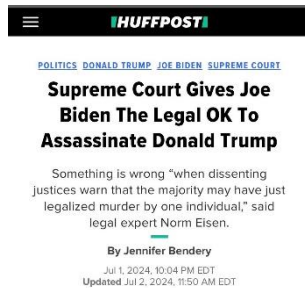 HUFFPOST
POLITICS DONALD TRUMP JOE BIDEN SUPREME COURT
Supreme Court Gives Joe
Biden The Legal OK To
Assassinate Donald Trump
Something is wrong “when dissenting
justices warn that the majority may have just
legalized murder by one individual,” said
legal expert Norm Eisen.
By Jennifer Bendery
Jul 1, 2024, 10:04 PM EDT
Updated Jul 2, 2024, 11:50 AM EDT